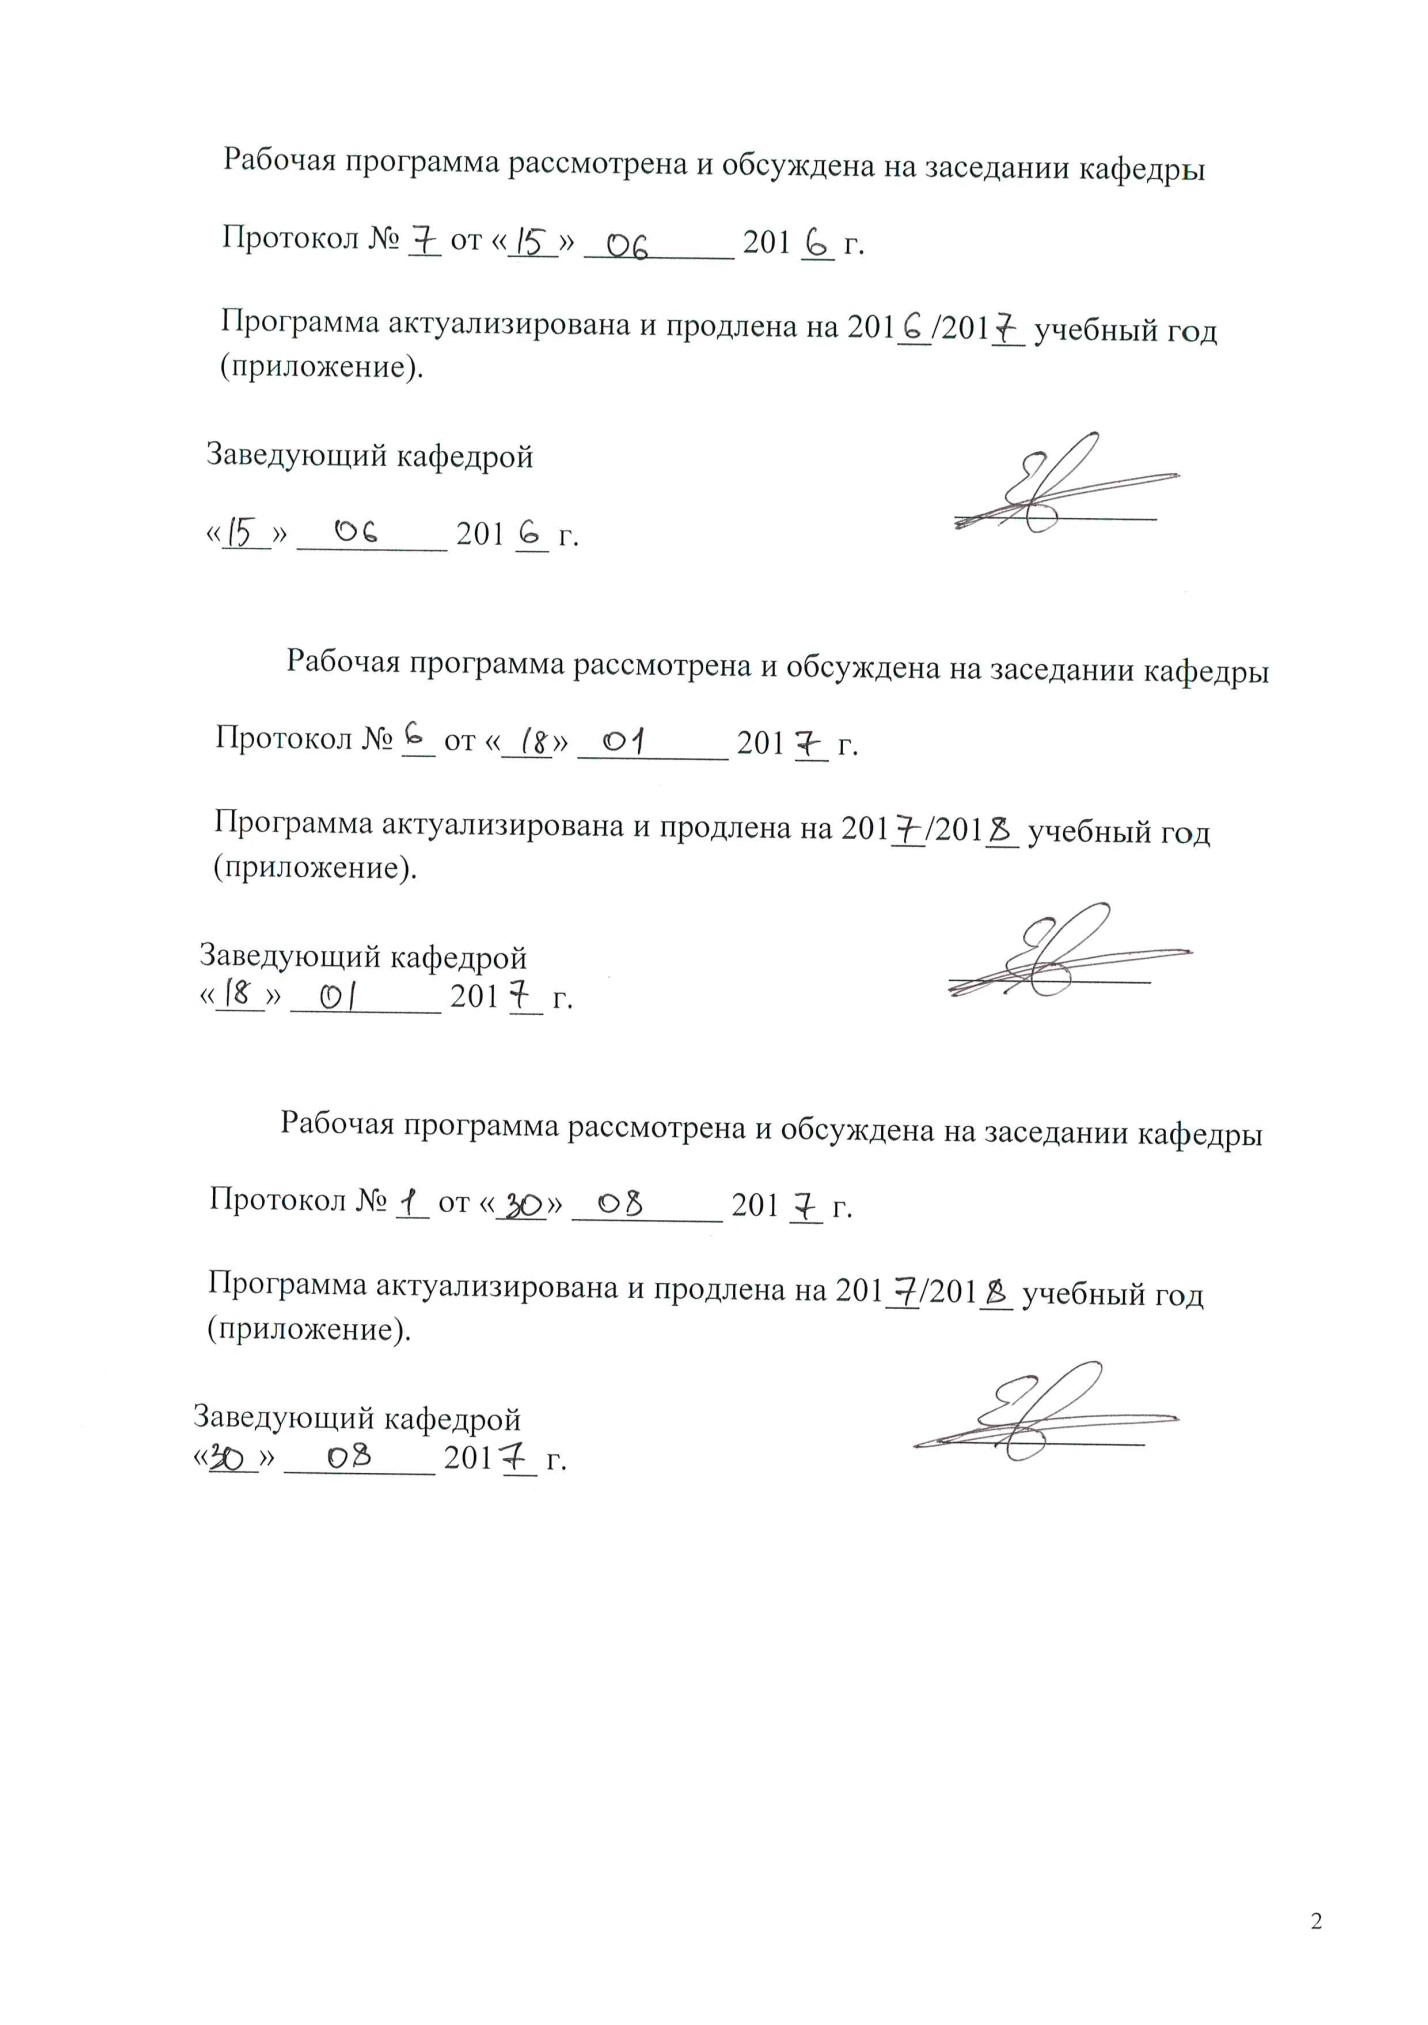 Рабочая программа рассмотрена и обсуждена на заседании кафедры
Протокол № 7 от «15» 06 2016 г.
Программа актуализирована и продлена на 2016/2017 учебный год
(приложение).
Заведующий кафедрой
«15» 06 2016 г.
Рабочая программа рассмотрена и обсуждена на заседании кафедры
Протокол № 6 от «18» 01 2017 г.
Программа актуализирована и продлена на 2017/2018 учебный год
(приложение).
Заведующий кафедрой
«18» 01 2017 г.
Рабочая программа рассмотрена и обсуждена на заседании кафедры
Протокол № 1 от «30» 08 2017 г.
Программа актуализирована и продлена на 2017/2018 учебный год
(приложение).
Заведующий кафедрой
«30» 08 2017 г.
2